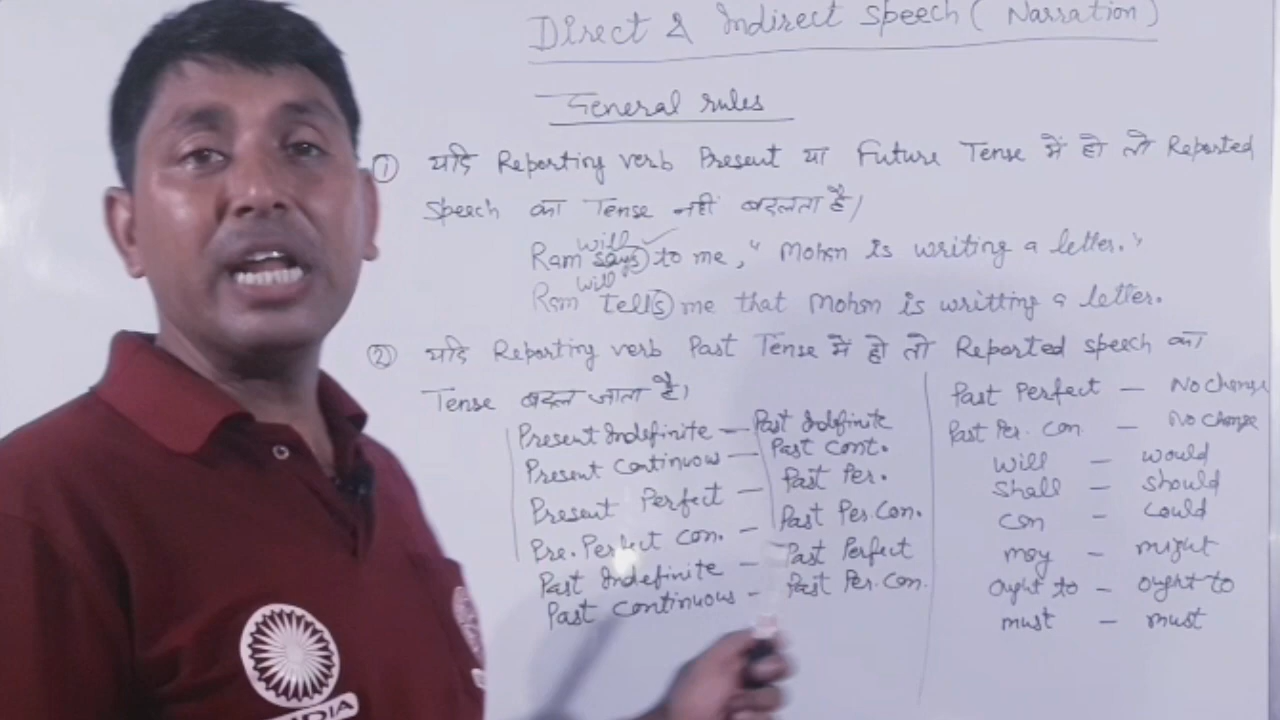 Direct & Indirect Speech (Narration)
General rules
① यदि Reporting verb Present या Future Tense में हो तो Reported
Speech का Tense नहीं बदलता है।
will ✓
Ram says to me, "Mohan is writing a letter."
will
Ram tells me that Mohan is writting a letter.
② यदि Reporting verb Past Tense में हो तो Reported speech का
Tense बदल जाता है।
Present Indefinite — Past Indefinite
Present Continuous — Past Cont.
Present Perfect — Past Per.
Pre. Perfect Con. — Past Per. Con.
Past Indefinite — Past Perfect
Past Continuous — Past Per. Con.
Past Perfect — No change
Past Per. Con — No change
will — would
shall — should
can — could
may — might
ought to — ought to
must — must